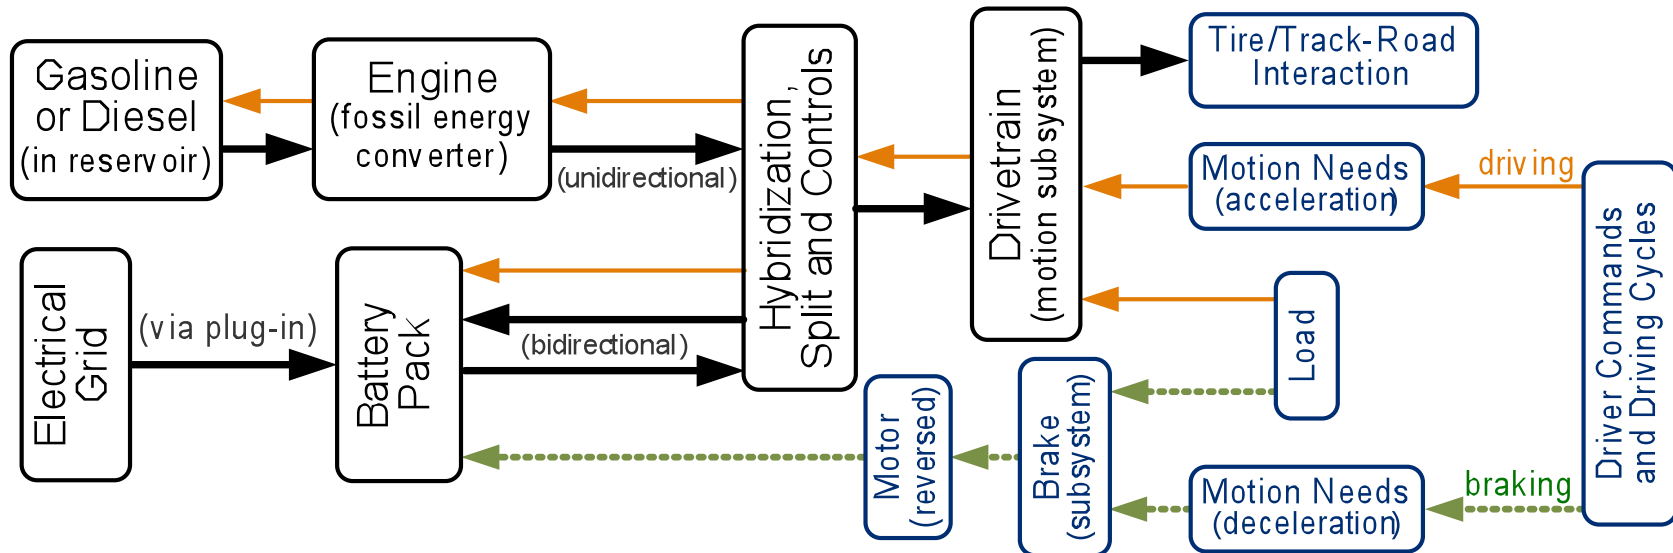 Gasoline
or Diesel
(in reservoir)
Engine
(fossil energy
converter)
(unidirectional)
Hybridization,
Split and Controls
Drivetrain
(motion subsystem)
Tire/Track-Road
Interaction
Motion Needs
(acceleration)
driving
Driver Commands
and Driving Cycles
Electrical
Grid
(via plug-in)
Battery
Pack
(bidirectional)
Motor
(reversed)
Brake
(subsystem)
Load
Motion Needs
(deceleration)
braking